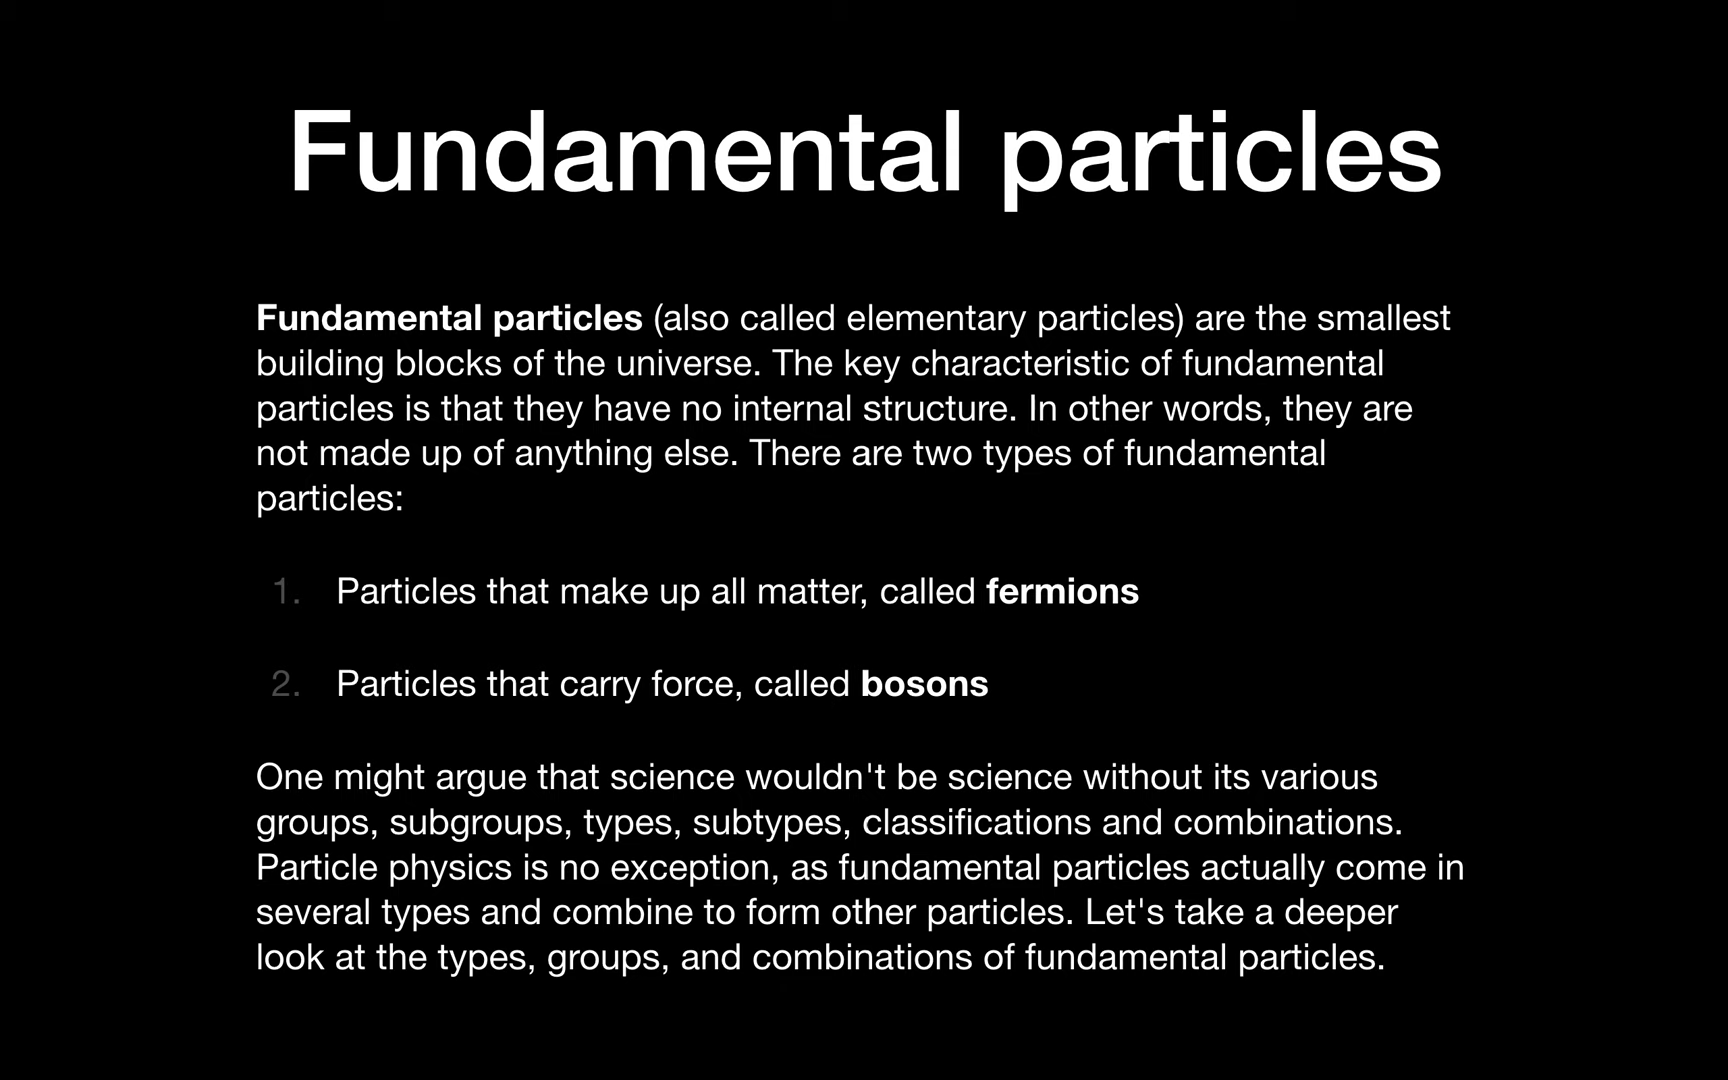 Fundamental particles
Fundamental particles (also called elementary particles) are the smallest
building blocks of the universe. The key characteristic of fundamental
particles is that they have no internal structure. In other words, they are
not made up of anything else. There are two types of fundamental
particles:
1. Particles that make up all matter, called fermions
2. Particles that carry force, called bosons
One might argue that science wouldn't be science without its various
groups, subgroups, types, subtypes, classifications and combinations.
Particle physics is no exception, as fundamental particles actually come in
several types and combine to form other particles. Let's take a deeper
look at the types, groups, and combinations of fundamental particles.